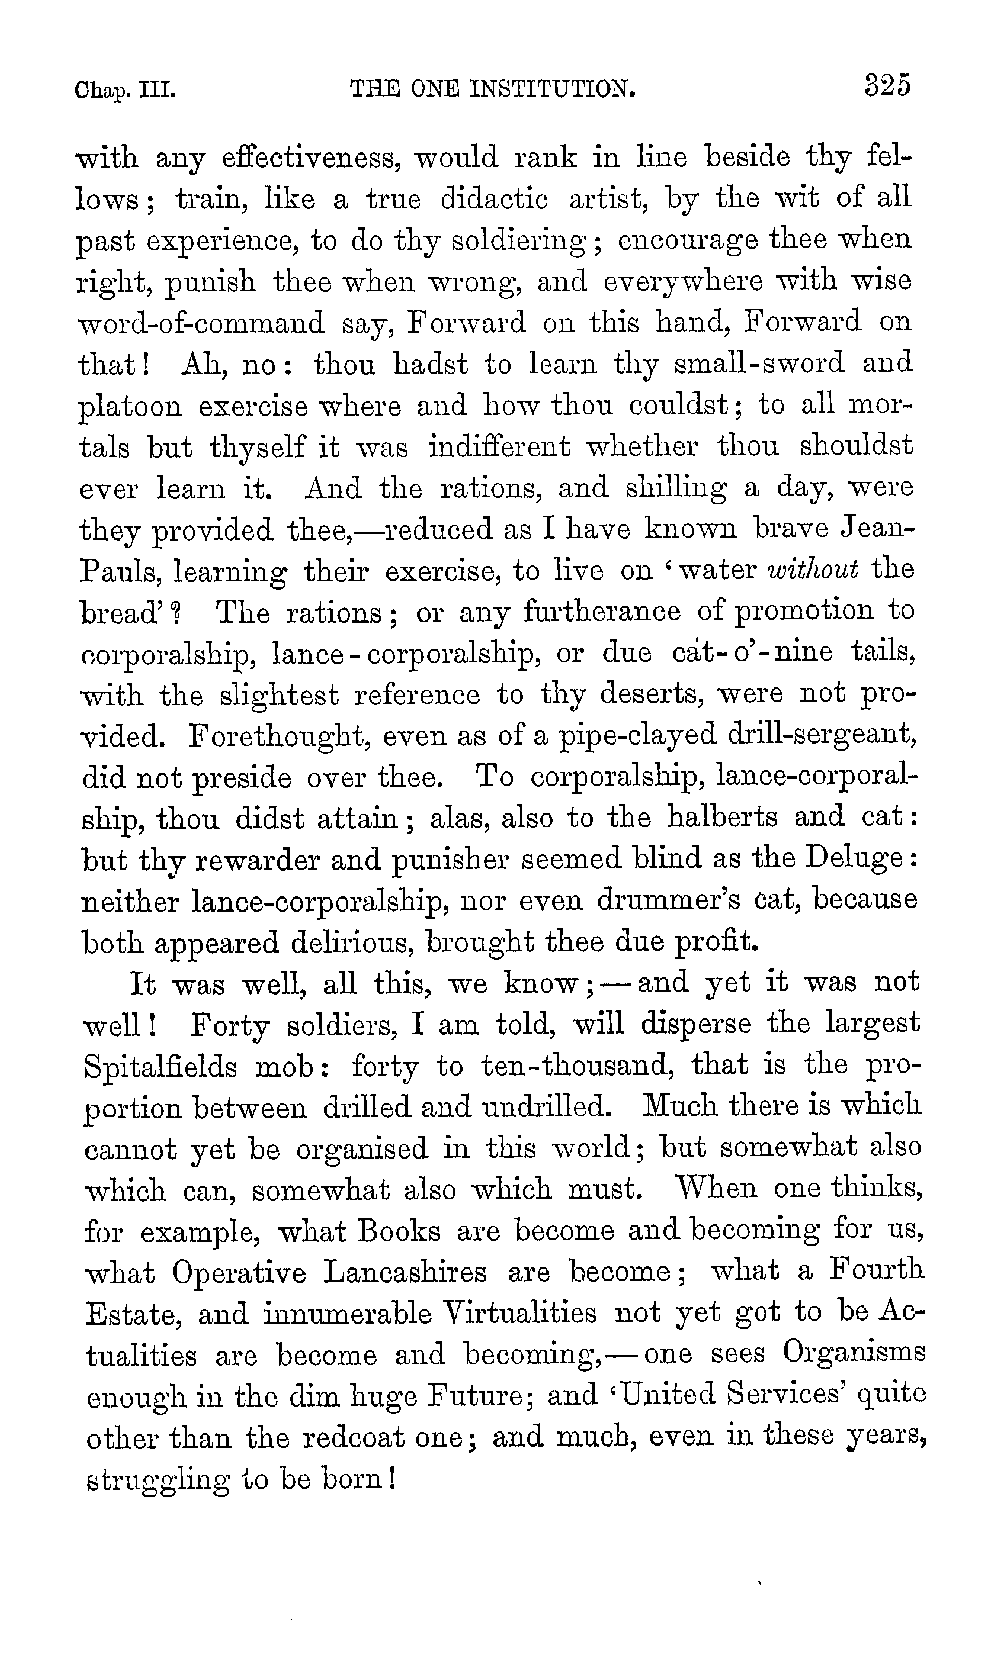 Chap. III. THE ONE INSTITUTION. 325
with any effectiveness, would rank in line beside thy fel-
lows; train, like a true didactic artist, by the wit of all
past experience, to do thy soldiering; encourage thee when
right, punish thee when wrong, and everywhere with wise
word-of-command say, Forward on this hand, Forward on
that! Ah, no: thou hadst to learn thy small-sword and
platoon exercise where and how thou couldst; to all mor-
tals but thyself it was indifferent whether thou shouldst
ever learn it. And the rations, and shilling a day, were
they provided thee,—reduced as I have known brave Jean-
Pauls, learning their exercise, to live on ‘water without the
bread’? The rations; or any furtherance of promotion to
corporalship, lance-corporalship, or due cat-o’-nine tails,
with the slightest reference to thy deserts, were not pro-
vided. Forethought, even as of a pipe-clayed drill-sergeant,
did not preside over thee. To corporalship, lance-corporal-
ship, thou didst attain; alas, also to the halberts and cat:
but thy rewarder and punisher seemed blind as the Deluge:
neither lance-corporalship, nor even drummer’s cat, because
both appeared delirious, brought thee due profit.
It was well, all this, we know;—and yet it was not
well! Forty soldiers, I am told, will disperse the largest
Spitalfields mob: forty to ten-thousand, that is the pro-
portion between drilled and undrilled. Much there is which
cannot yet be organised in this world; but somewhat also
which can, somewhat also which must. When one thinks,
for example, what Books are become and becoming for us,
what Operative Lancashires are become; what a Fourth
Estate, and innumerable Virtualities not yet got to be Ac-
tualities are become and becoming,—one sees Organisms
enough in the dim huge Future; and ‘United Services’ quite
other than the redcoat one; and much, even in these years,
struggling to be born!